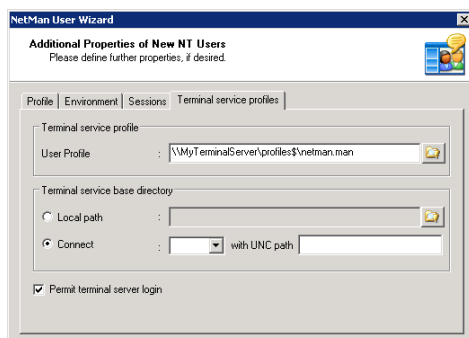 NetMan User Wizard
Additional Properties of New NT Users
Please define further properties, if desired.
Profile Environment Sessions Terminal service profiles
Terminal service profile
User Profile : \\MyTerminalServer\profiles$\netman.man
Terminal service base directory
Local path :
Connect : with UNC path
Permit terminal server login